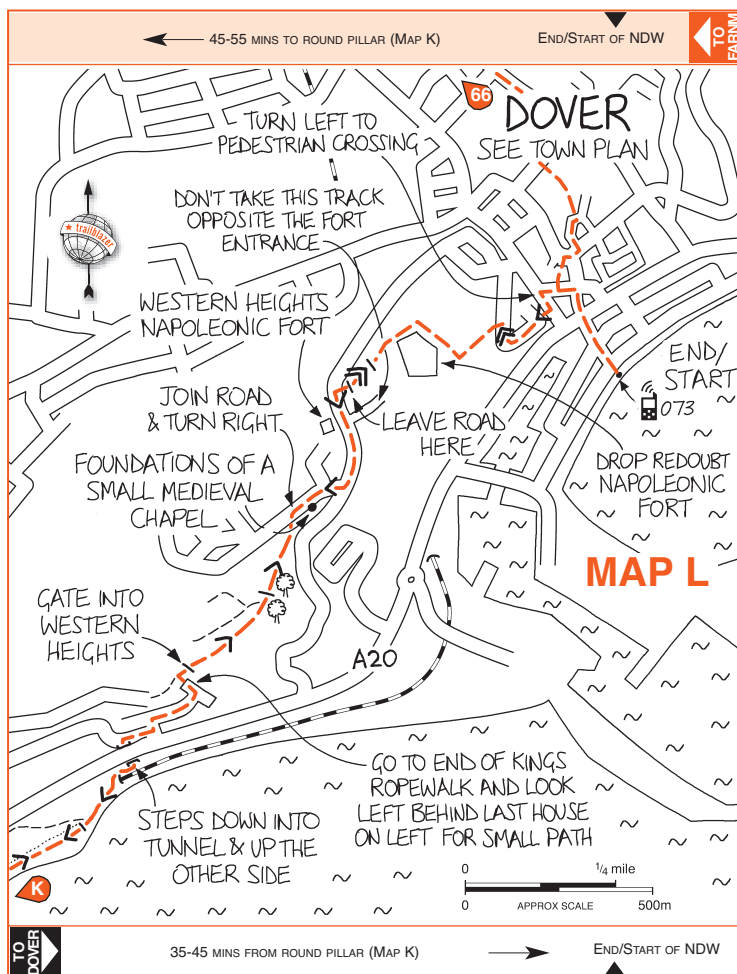 45-55 MINS TO ROUND PILLAR (MAP K)
END/START OF NDW
TO
FARNM
66
DOVER
SEE TOWN PLAN
TURN LEFT TO
PEDESTRIAN CROSSING
DON'T TAKE THIS TRACK
OPPOSITE THE FORT
ENTRANCE
★ trailblazer
WESTERN HEIGHTS
NAPOLEONIC FORT
END/
START
073
JOIN ROAD
& TURN RIGHT
LEAVE ROAD
HERE
FOUNDATIONS OF A
SMALL MEDIEVAL
CHAPEL
DROP REDOUBT
NAPOLEONIC
FORT
MAP L
GATE INTO
WESTERN
HEIGHTS
A20
GO TO END OF KINGS
ROPEWALK AND LOOK
LEFT BEHIND LAST HOUSE
ON LEFT FOR SMALL PATH
STEPS DOWN INTO
TUNNEL & UP THE
OTHER SIDE
K
0
1/4 mile
0
APPROX SCALE
500m
TO
DOVER
35-45 MINS FROM ROUND PILLAR (MAP K)
END/START OF NDW